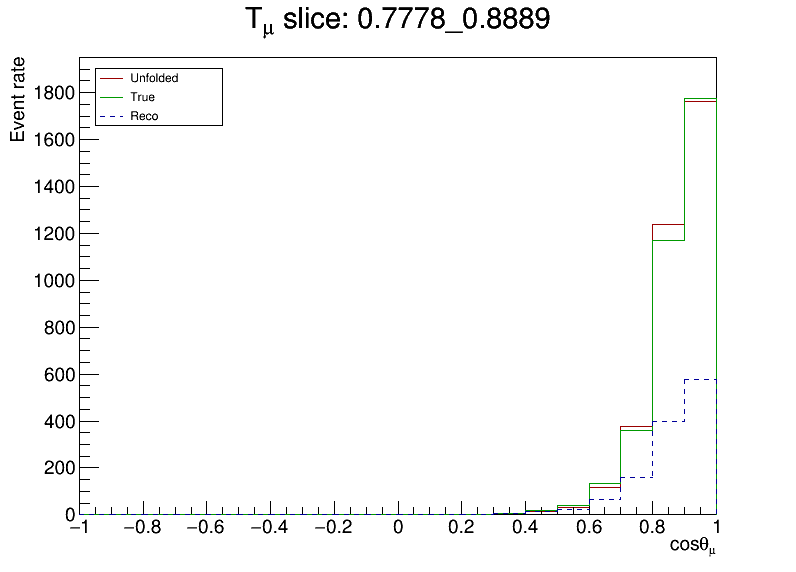 Tμ slice: 0.7778_0.8889
Event rate
Unfolded
True
Reco
1800
1600
1400
1200
1000
800
600
400
200
0
−1 −0.8 −0.6 −0.4 −0.2 0 0.2 0.4 0.6 0.8 1
cosθμ